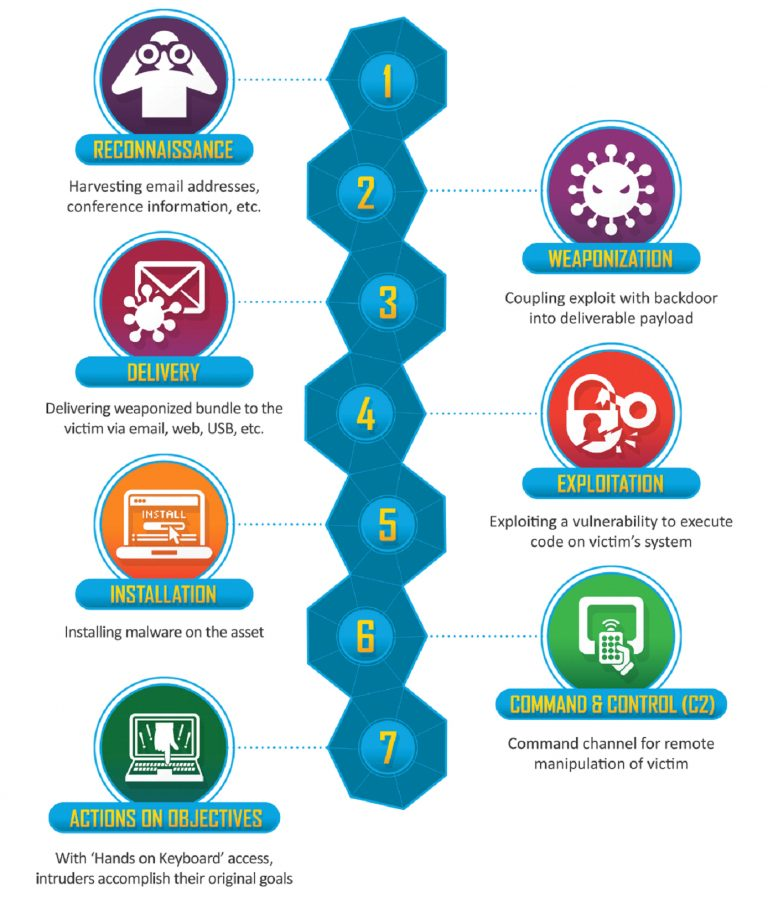 1
RECONNAISSANCE
Harvesting email addresses,
conference information, etc.
2
WEAPONIZATION
Coupling exploit with backdoor
into deliverable payload
3
DELIVERY
Delivering weaponized bundle to the
victim via email, web, USB, etc.
4
EXPLOITATION
Exploiting a vulnerability to execute
code on victim’s system
5
INSTALL
INSTALLATION
Installing malware on the asset
6
COMMAND & CONTROL (C2)
Command channel for remote
manipulation of victim
7
! ! ! !
ACTIONS ON OBJECTIVES
With ‘Hands on Keyboard’ access,
intruders accomplish their original goals